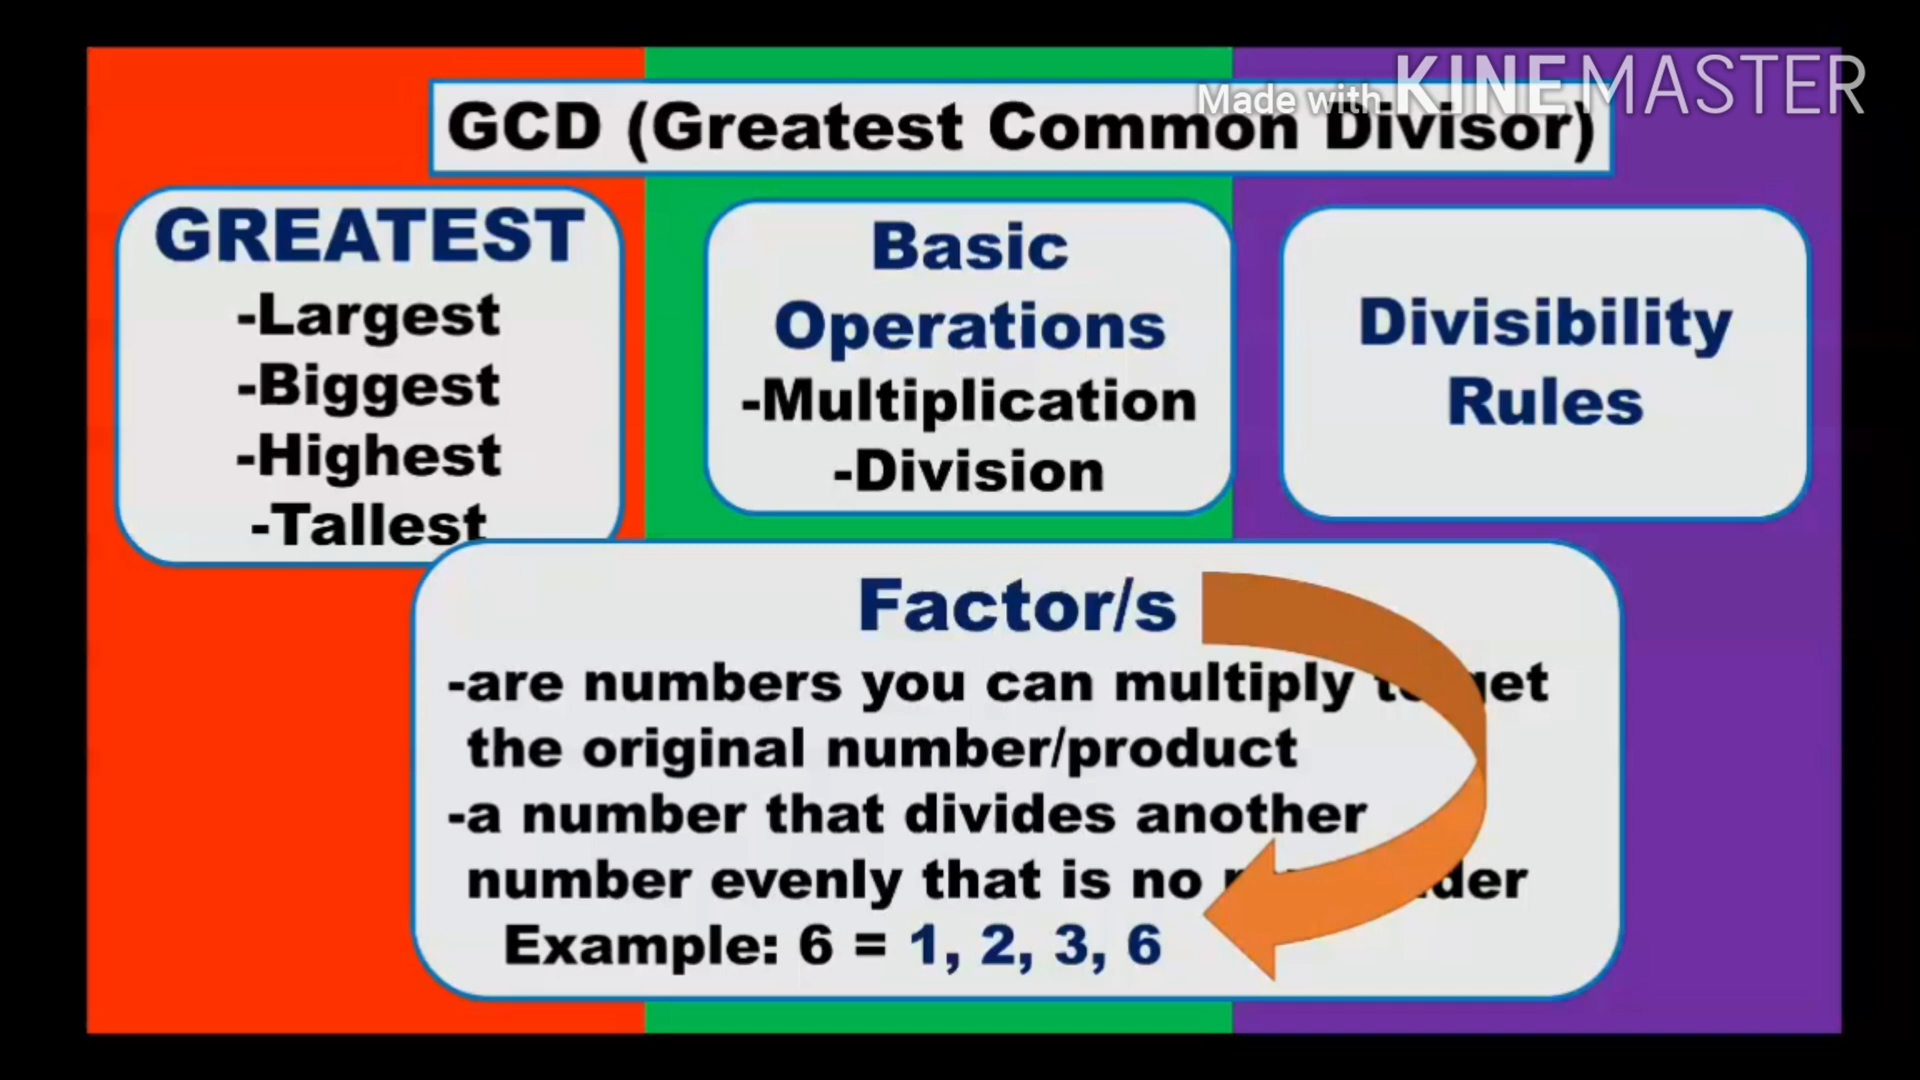 Made with KINEMASTER
GCD (Greatest Common Divisor)
GREATEST
-Largest
-Biggest
-Highest
-Tallest
Basic
Operations
-Multiplication
-Division
Divisibility
Rules
Factor/s
-are numbers you can multiply
the original number/product
-a number that divides another
number evenly that is no
Example: 6 = 1, 2, 3, 6